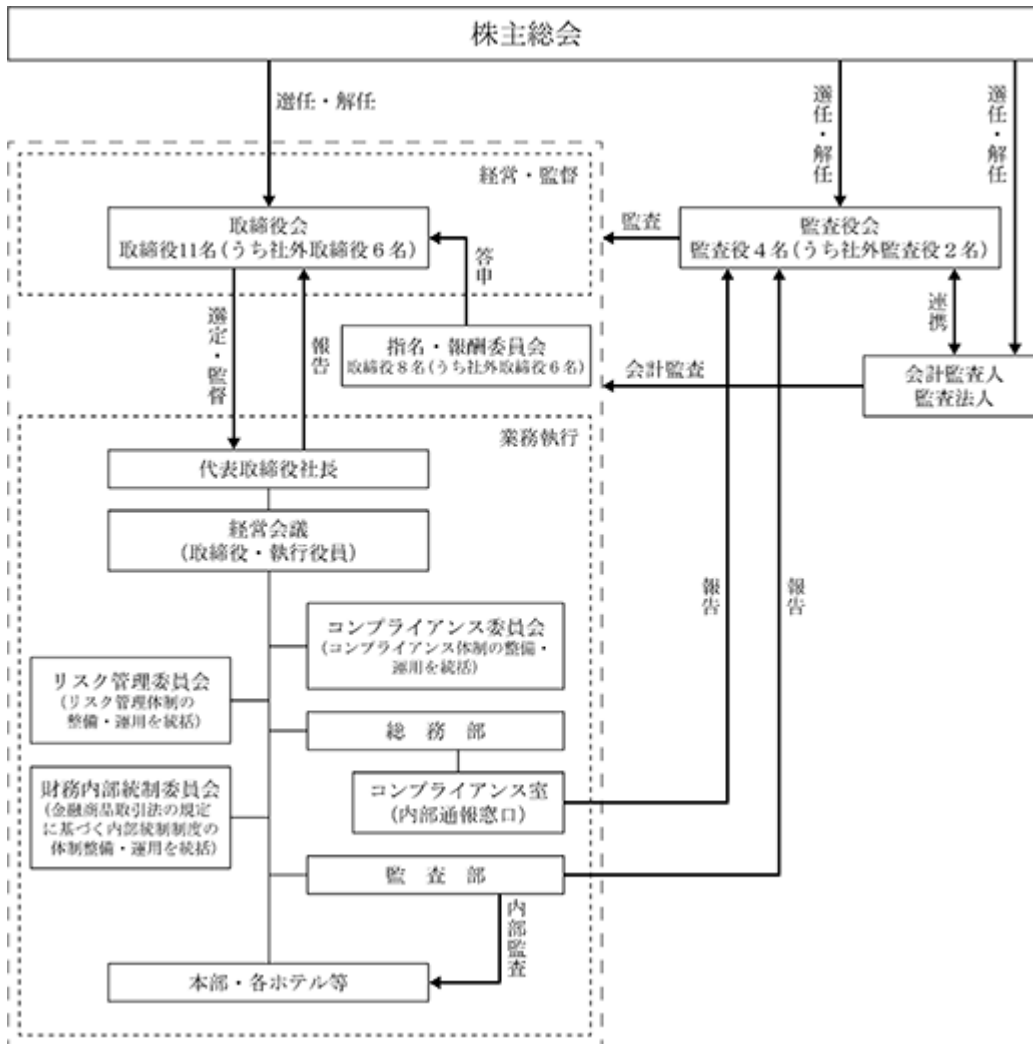 株主総会
選任・解任
選任・解任
選任・解任
経営・監督
取締役会
取締役11名(うち社外取締役6名)
監査
監査役会
監査役4名(うち社外監査役2名)
答申
連携
選定・監督
報告
指名・報酬委員会
取締役8名(うち社外取締役6名)
会計監査
会計監査人
監査法人
業務執行
代表取締役社長
経営会議
(取締役・執行役員)
報告
報告
コンプライアンス委員会
(コンプライアンス体制の整備・
運用を統括)
リスク管理委員会
(リスク管理体制の
整備・運用を統括)
総務部
財務内部統制委員会
(金融商品取引法の規定
に基づく内部統制制度の
体制整備・運用を統括)
コンプライアンス室
(内部通報窓口)
監査部
内部監査
本部・各ホテル等